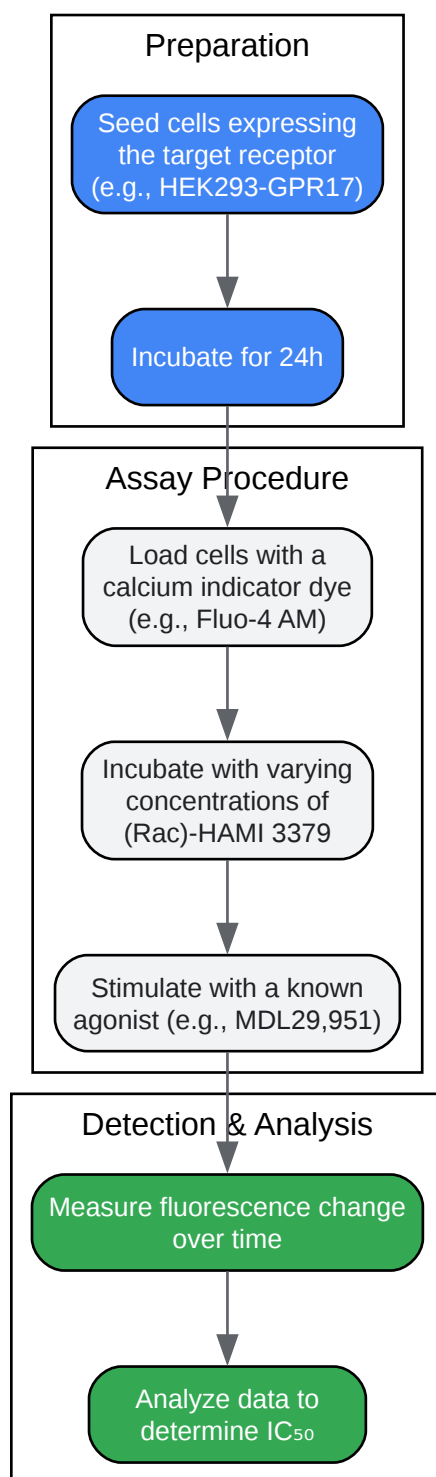 Preparation
Seed cells expressing
the target receptor
(e.g., HEK293-GPR17)
Incubate for 24h
Assay Procedure
Load cells with a
calcium indicator dye
(e.g., Fluo-4 AM)
Incubate with varying
concentrations of
(Rac)-HAMI 3379
Stimulate with a known
agonist (e.g., MDL29,951)
Detection & Analysis
Measure fluorescence change
over time
Analyze data to
determine IC₅₀